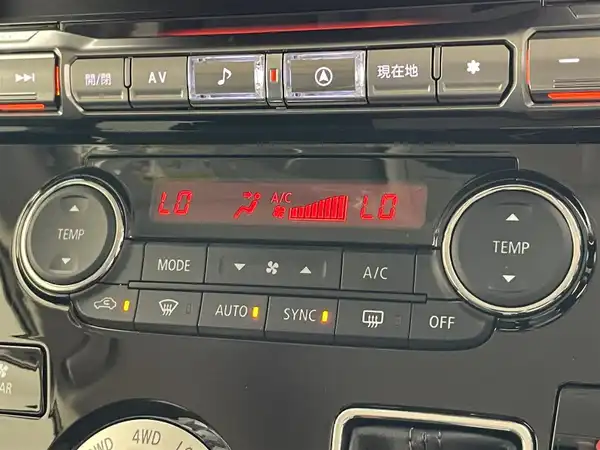 開/閉 AV 現在地
LO A/C LO
TEMP TEMP
MODE A/C
AUTO SYNC OFF
4WD